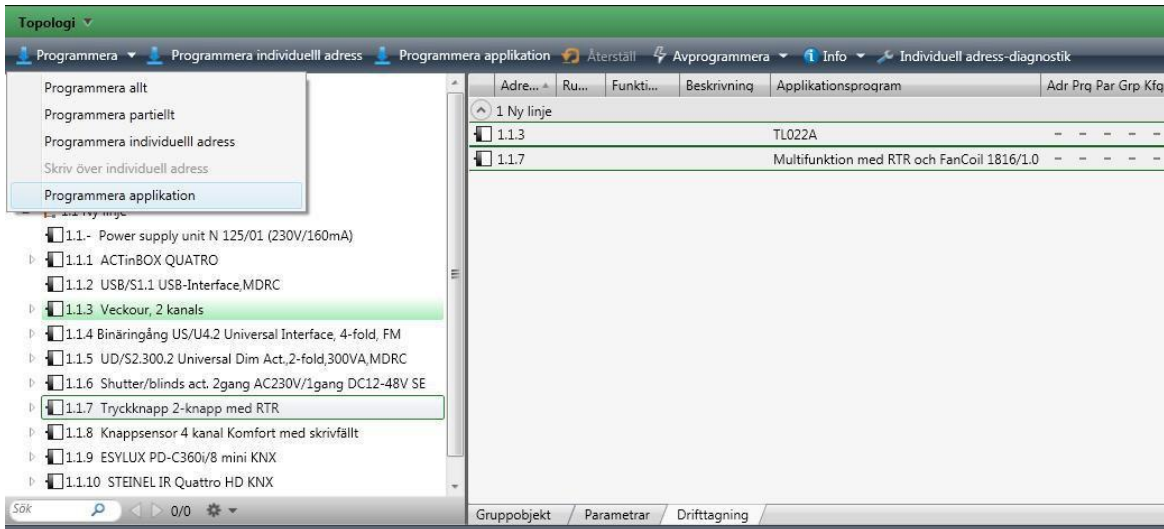 Topologi
Programmera Programmera individuelll adress Programmera applikation Återställ Avprogrammera Info Individuell adress-diagnostik
Programmera allt
Programmera partiellt
Programmera individuelll adress
Skriv över individuell adress
Programmera applikation
1.1 Ny linje
1.1.- Power supply unit N 125/01 (230V/160mA)
1.1.1 ACTinBOX QUATRO
1.1.2 USB/S1.1 USB-Interface,MDRC
1.1.3 Veckour, 2 kanals
1.1.4 Binäringång US/U4.2 Universal Interface, 4-fold, FM
1.1.5 UD/S2.300.2 Universal Dim Act.,2-fold,300VA,MDRC
1.1.6 Shutter/blinds act. 2gang AC230V/1gang DC12-48V SE
1.1.7 Tryckknapp 2-knapp med RTR
1.1.8 Knappsensor 4 kanal Komfort med skrivfällt
1.1.9 ESYLUX PD-C360i/8 mini KNX
1.1.10 STEINEL IR Quattro HD KNX
Sök 0/0
Adre... Ru... Funkti... Beskrivning Applikationsprogram Adr Prg Par Grp Kfg
1 Ny linje
1.1.3 TL022A - - - - -
1.1.7 Multifunktion med RTR och FanCoil 1816/1.0 - - - - -
Gruppobjekt Parametrar Drifttagning